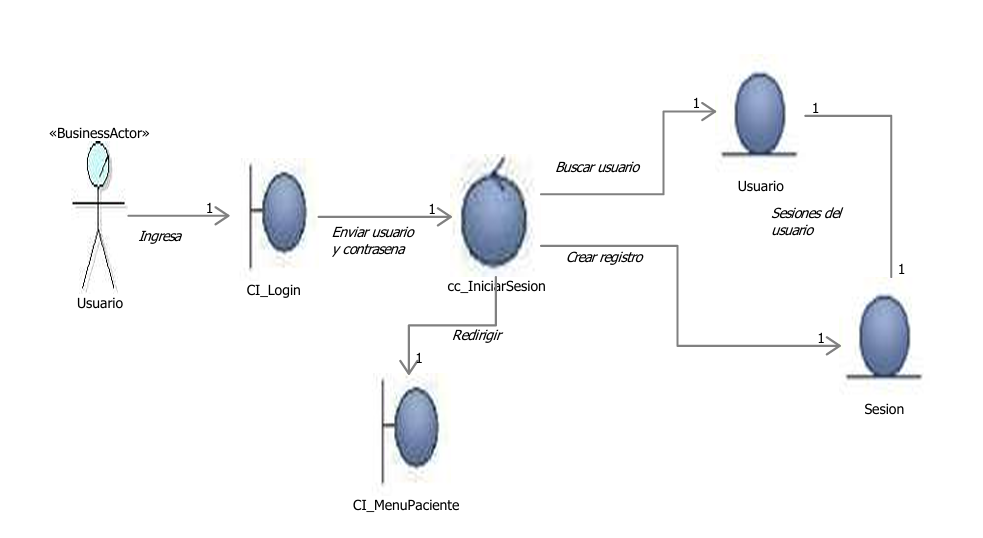 «BusinessActor»
Usuario
1
Ingresa
CI_Login
1
Enviar usuario
y contrasena
cc_IniciarSesion
Buscar usuario
1
Usuario
1
Sesiones del
usuario
1
Crear registro
1
Sesion
Redirigir
1
CI_MenuPaciente